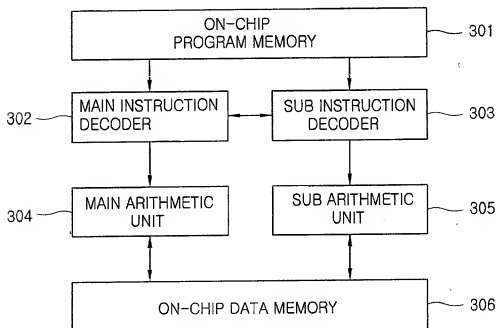 ON-CHIP
PROGRAM MEMORY
301
302
MAIN INSTRUCTION
DECODER
SUB INSTRUCTION
DECODER
303
304
MAIN ARITHMETIC
UNIT
SUB ARITHMETIC
UNIT
305
ON-CHIP DATA MEMORY
306